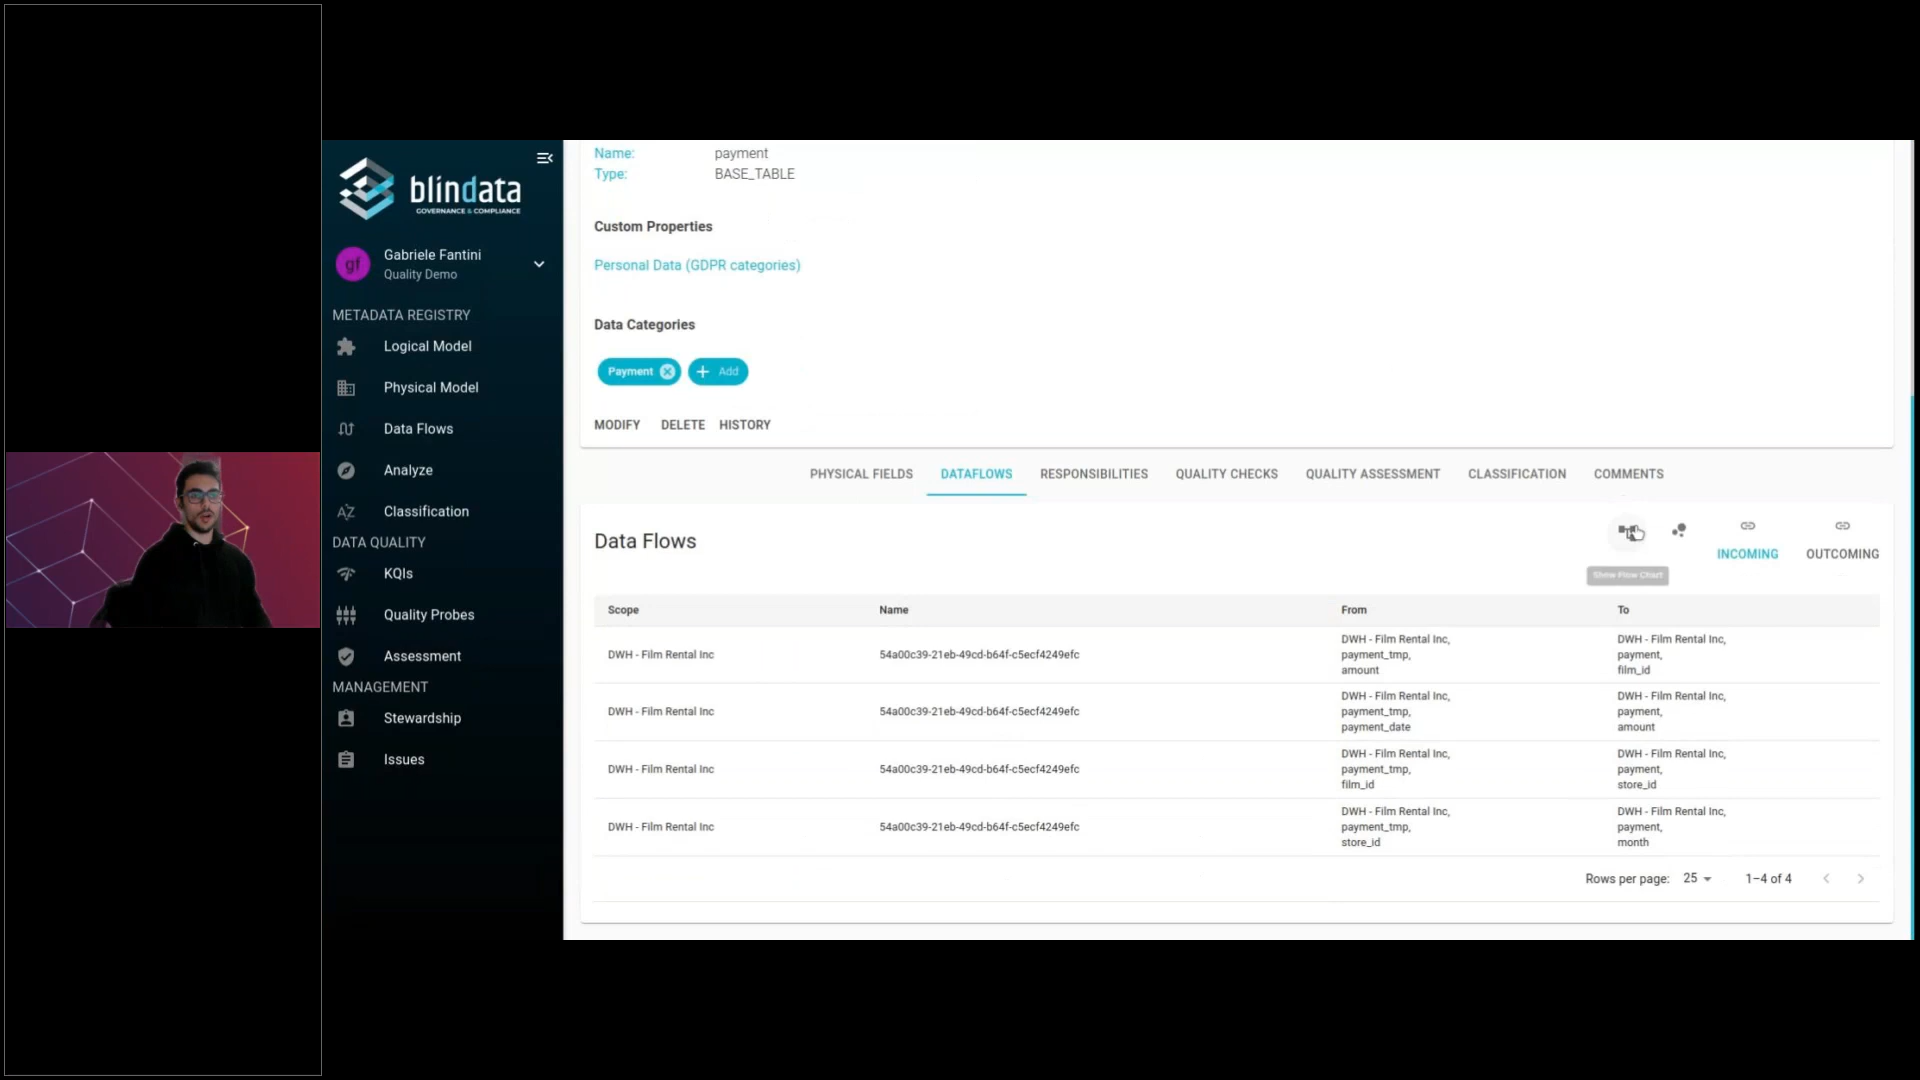 blindata
GOVERNANCE & COMPLIANCE
gf
Gabriele Fantini
Quality Demo
METADATA REGISTRY
Logical Model
Physical Model
Data Flows
Analyze
Classification
DATA QUALITY
KQIs
Quality Probes
Assessment
MANAGEMENT
Stewardship
Issues
Name: payment
Type: BASE_TABLE
Custom Properties
Personal Data (GDPR categories)
Data Categories
Payment
Add
MODIFY DELETE HISTORY
PHYSICAL FIELDS DATAFLOWS RESPONSIBILITIES QUALITY CHECKS QUALITY ASSESSMENT CLASSIFICATION COMMENTS
Data Flows
INCOMING OUTCOMING
Show Flow Chart
Scope Name From To
DWH - Film Rental Inc 54a00c39-21eb-49cd-b64f-c5ecf4249efc
DWH - Film Rental Inc,
payment_tmp,
amount
DWH - Film Rental Inc,
payment,
film_id
DWH - Film Rental Inc 54a00c39-21eb-49cd-b64f-c5ecf4249efc
DWH - Film Rental Inc,
payment_tmp,
payment_date
DWH - Film Rental Inc,
payment,
amount
DWH - Film Rental Inc 54a00c39-21eb-49cd-b64f-c5ecf4249efc
DWH - Film Rental Inc,
payment_tmp,
film_id
DWH - Film Rental Inc,
payment,
store_id
DWH - Film Rental Inc 54a00c39-21eb-49cd-b64f-c5ecf4249efc
DWH - Film Rental Inc,
payment_tmp,
store_id
DWH - Film Rental Inc,
payment,
month
Rows per page: 25 1–4 of 4